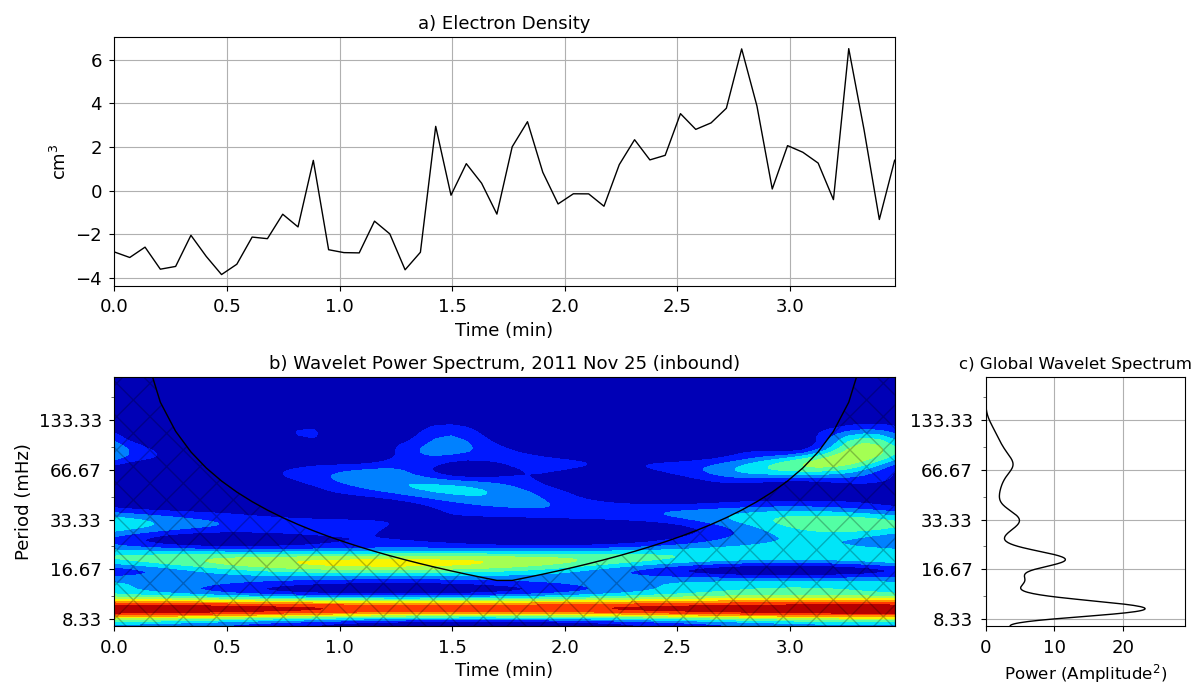 a) Electron Density
6
4
2
0
−2
−4
cm³
0.0 0.5 1.0 1.5 2.0 2.5 3.0
Time (min)
b) Wavelet Power Spectrum, 2011 Nov 25 (inbound)
133.33
66.67
33.33
16.67
8.33
Period (mHz)
0.0 0.5 1.0 1.5 2.0 2.5 3.0
Time (min)
c) Global Wavelet Spectrum
133.33
66.67
33.33
16.67
8.33
0 10 20
Power (Amplitude²)